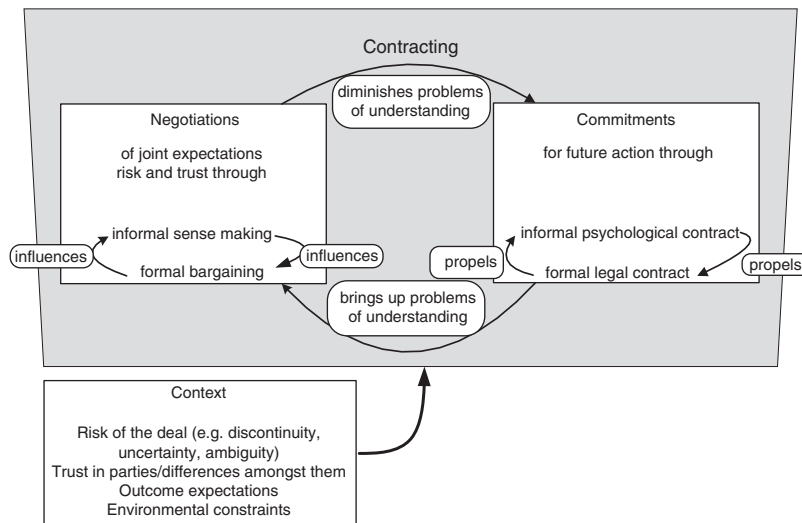 Contracting
diminishes problems
of understanding
Negotiations
of joint expectations
risk and trust through
informal sense making
influences
influences
formal bargaining
Commitments
for future action through
informal psychological contract
propels
propels
formal legal contract
brings up problems
of understanding
Context
Risk of the deal (e.g. discontinuity,
uncertainty, ambiguity)
Trust in parties/differences amongst them
Outcome expectations
Environmental constraints